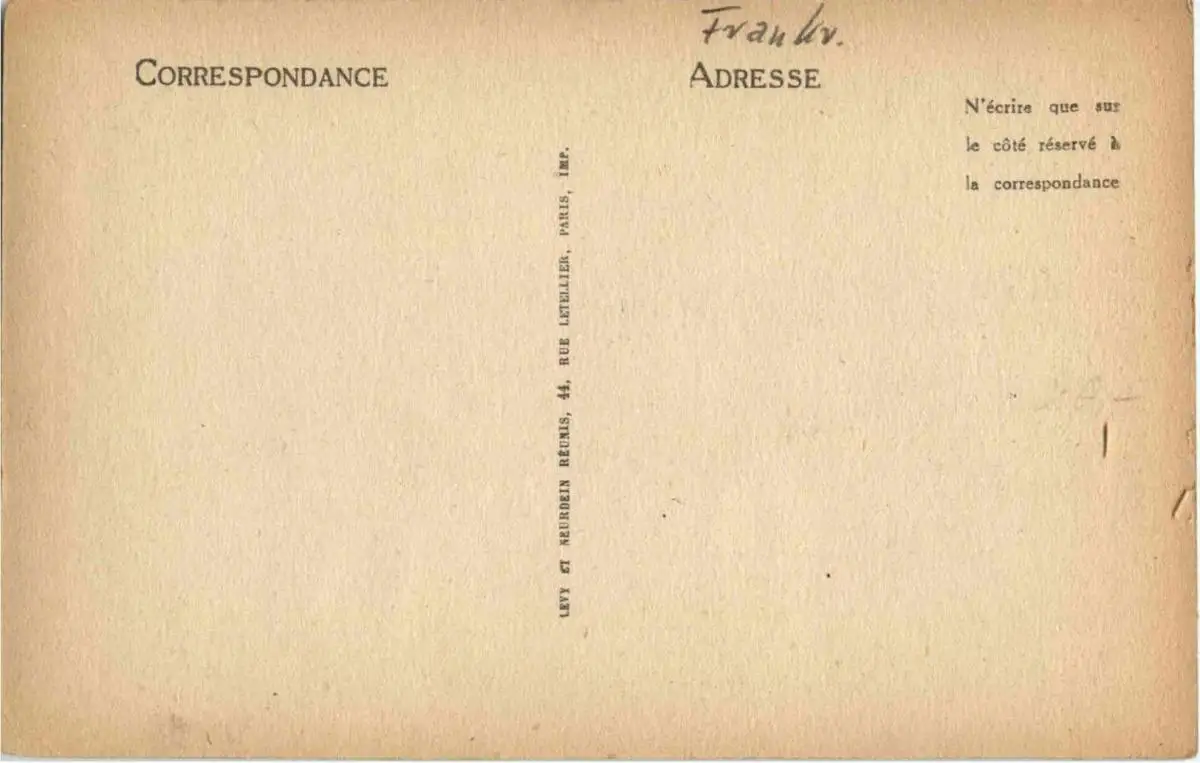 Frankr.
CORRESPONDANCE
ADRESSE
N'écrire que sur
le côté réservé à
la correspondance
LEVY ET NEURDEIN RÉUNIS, 44, RUE LETELLIER, PARIS, IMP.